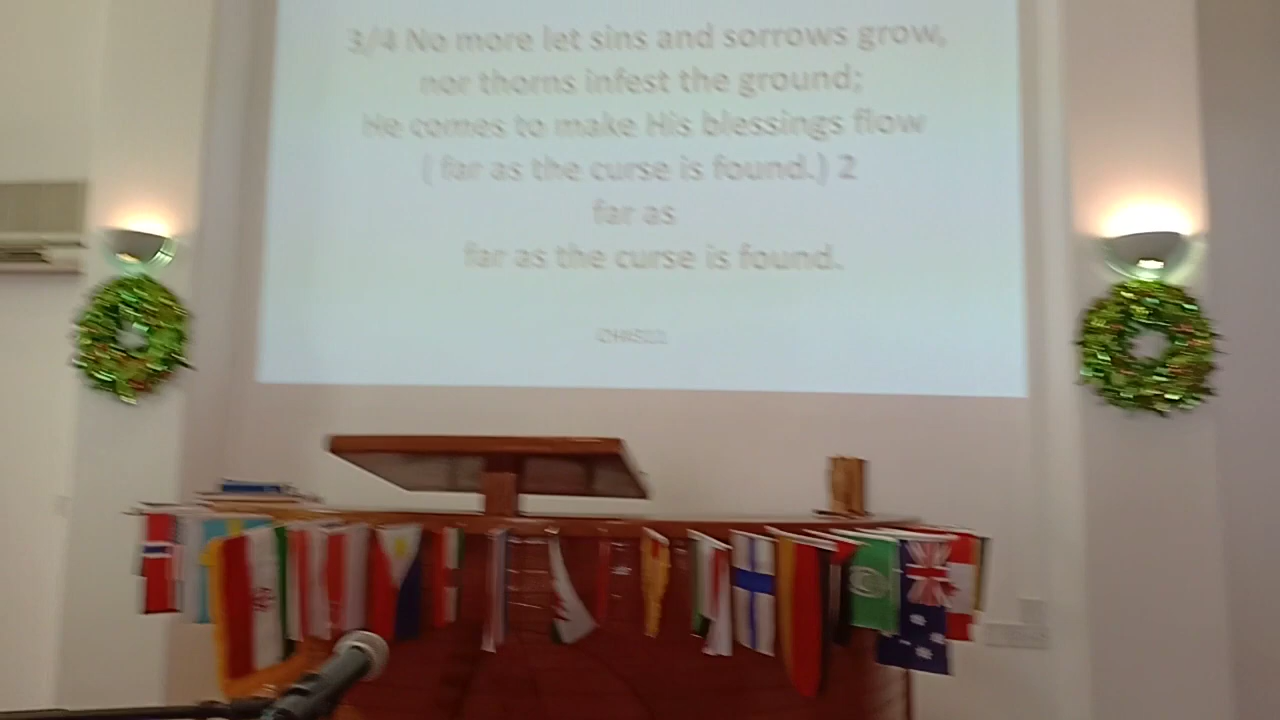 3/4 No more let sins and sorrows grow,
nor thorns infest the ground;
He comes to make His blessings flow
( far as the curse is found.) 2
far as
far as the curse is found.